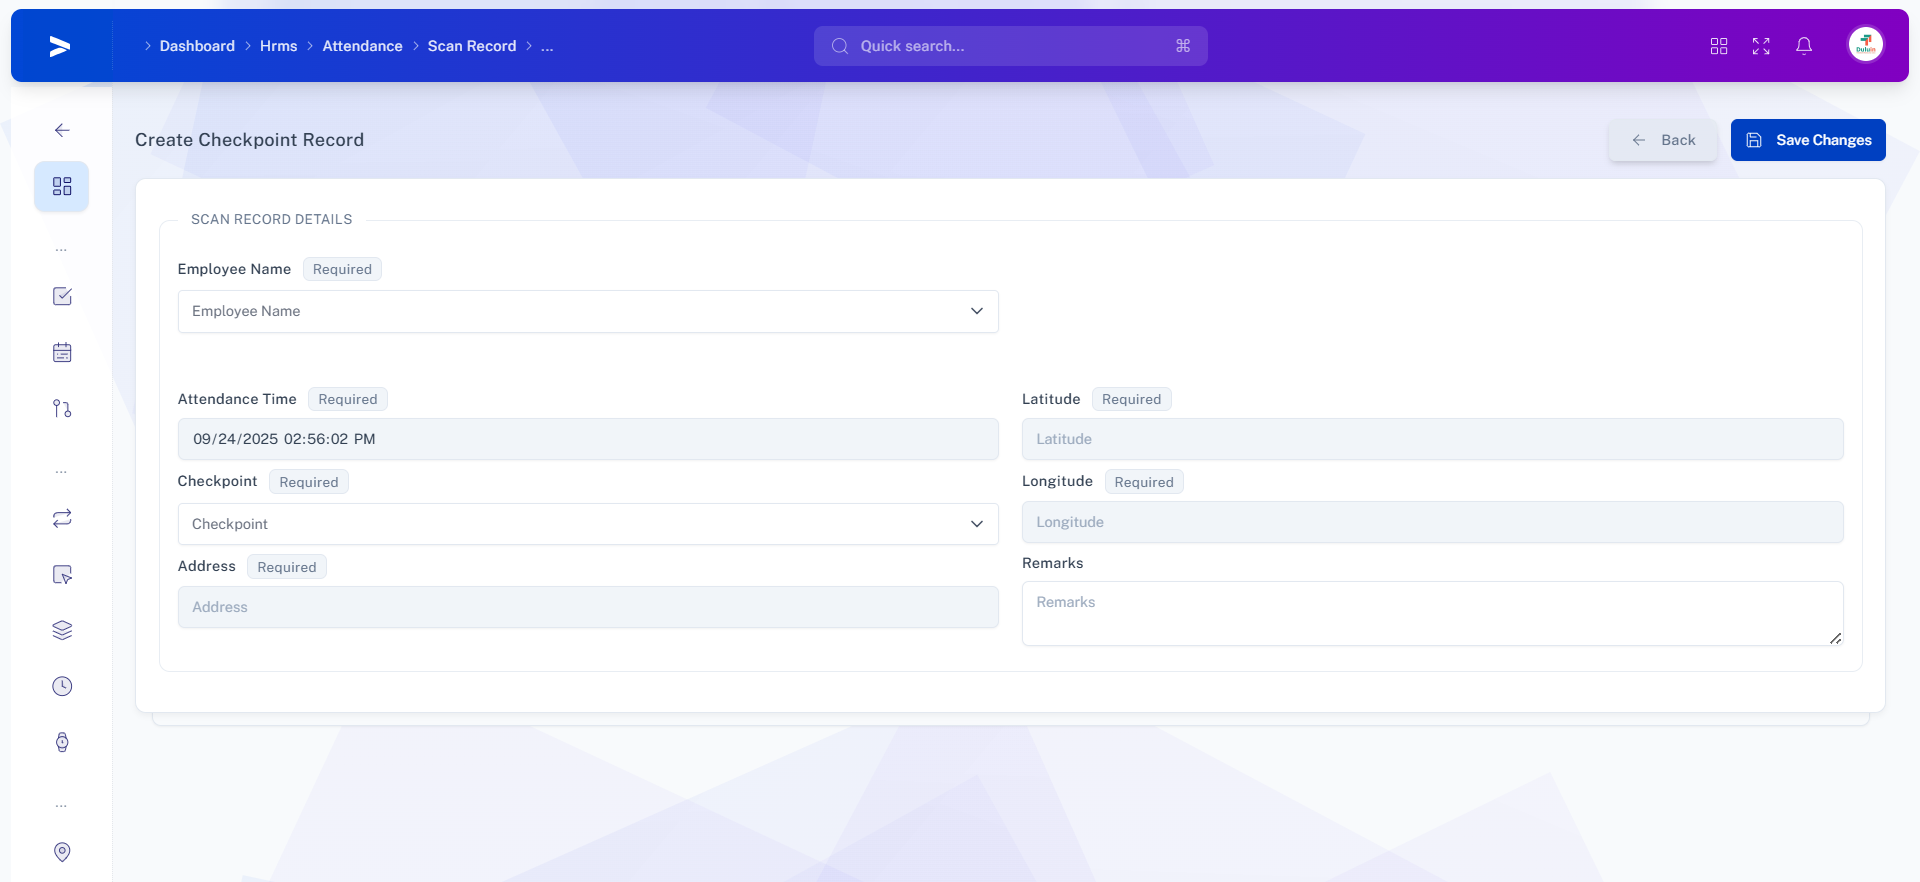 Dashboard Hrms Attendance Scan Record ...
Quick search...
Duluin
Create Checkpoint Record
Back
Save Changes
SCAN RECORD DETAILS
Employee Name Required
Employee Name
Attendance Time Required
09/24/2025 02:56:02 PM
Latitude Required
Latitude
Checkpoint Required
Checkpoint
Longitude Required
Longitude
Address Required
Address
Remarks
Remarks
...
...
...